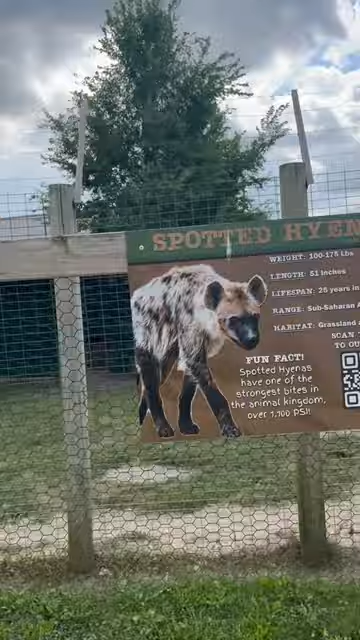 SPOTTED HYEN
WEIGHT: 100-175 Lbs
LENGTH: 51 Inches
LIFESPAN: 25 years in
RANGE: Sub-Saharan
HABITAT: Grassland
SCAN
TO OU
FUN FACT!
Spotted Hyenas
have one of the
strongest bites in
the animal kingdom,
over 1,100 PSI!